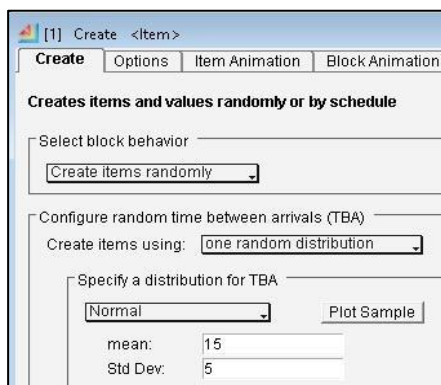 [1] Create <Item>
Create Options Item Animation Block Animation
Creates items and values randomly or by schedule
Select block behavior
Create items randomly
Configure random time between arrivals (TBA)
Create items using: one random distribution
Specify a distribution for TBA
Normal Plot Sample
mean: 15
Std Dev: 5